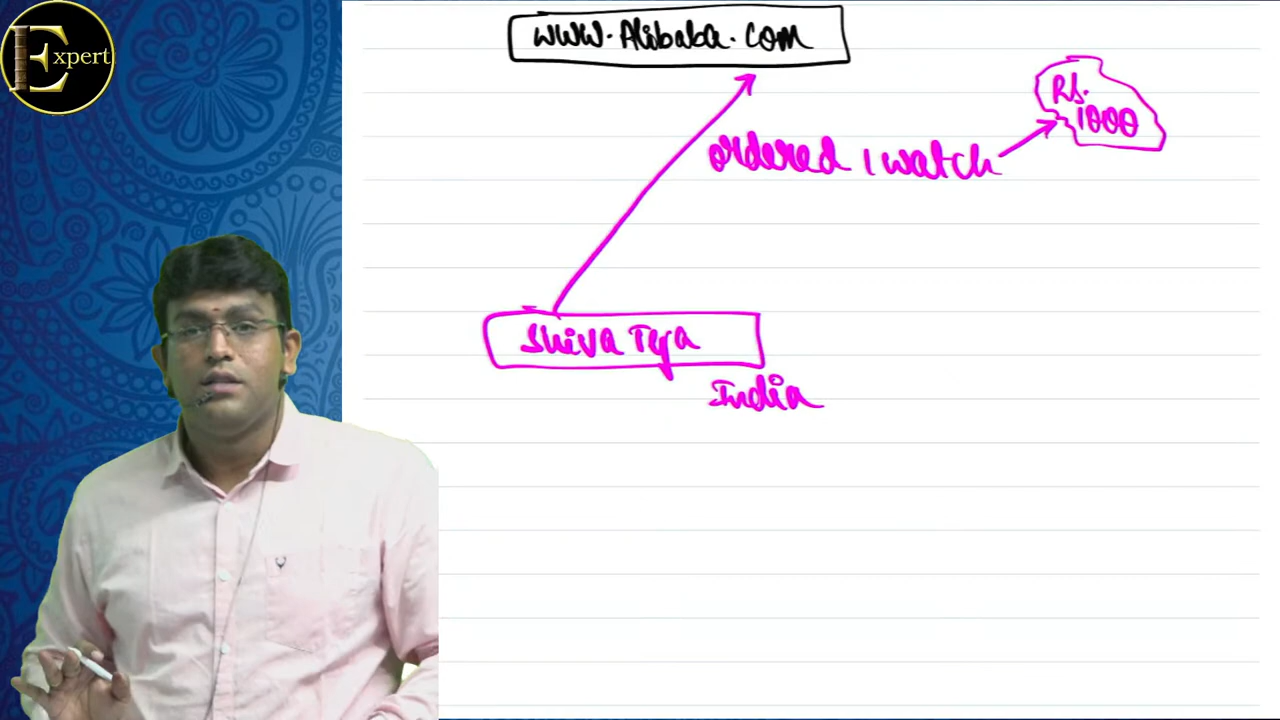 Expert
www.Alibaba.com
Rs.
1000
ordered 1 watch
Shiva Teja
India